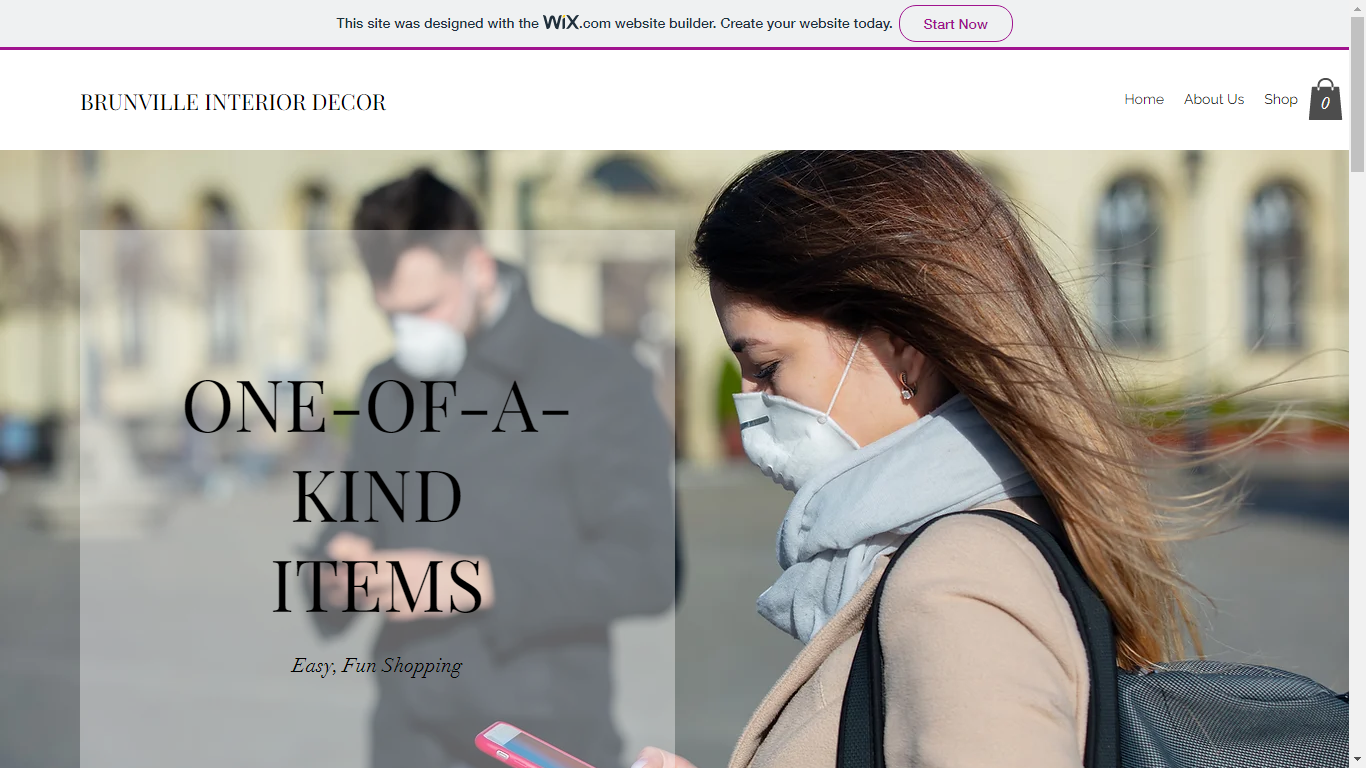 This site was designed with the WiX.com website builder. Create your website today. Start Now
BRUNVILLE INTERIOR DECOR
Home About Us Shop 0
ONE-OF-A-
KIND
ITEMS
Easy, Fun Shopping